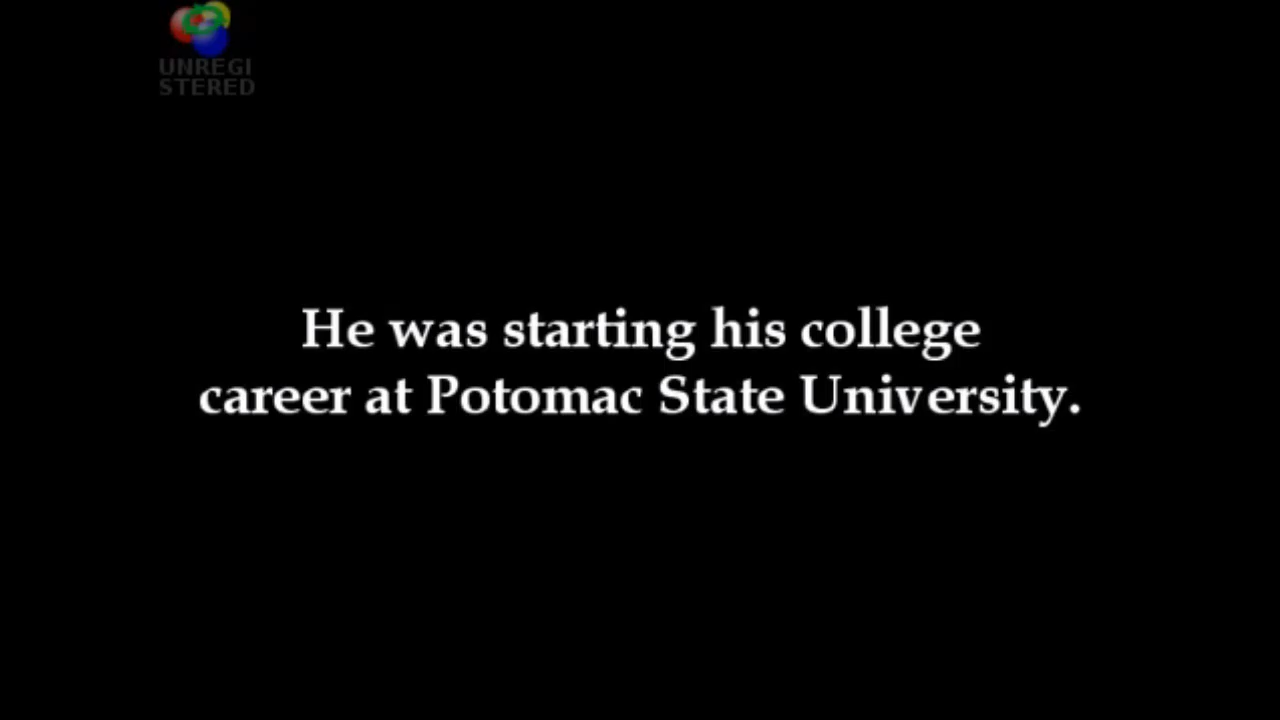 UNREGI
STERED
He was starting his college
career at Potomac State University.